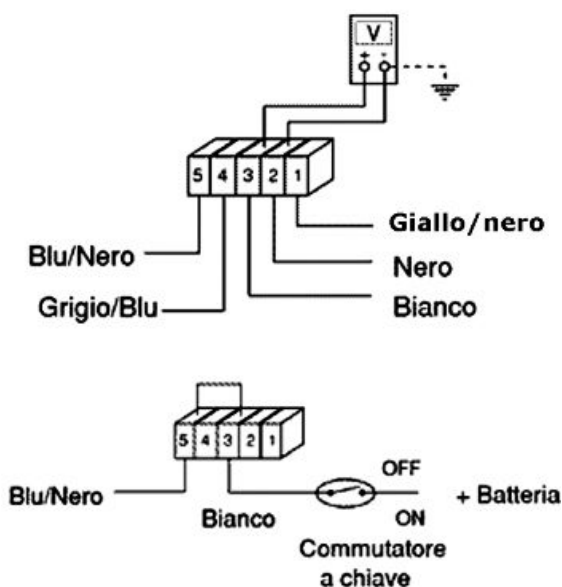 V
+ -
5 4 3 2 1
Giallo/nero
Blu/Nero
Nero
Grigio/Blu
Bianco
5 4 3 2 1
OFF
Blu/Nero
+ Batteria
Bianco
ON
Commutatore
a chiave